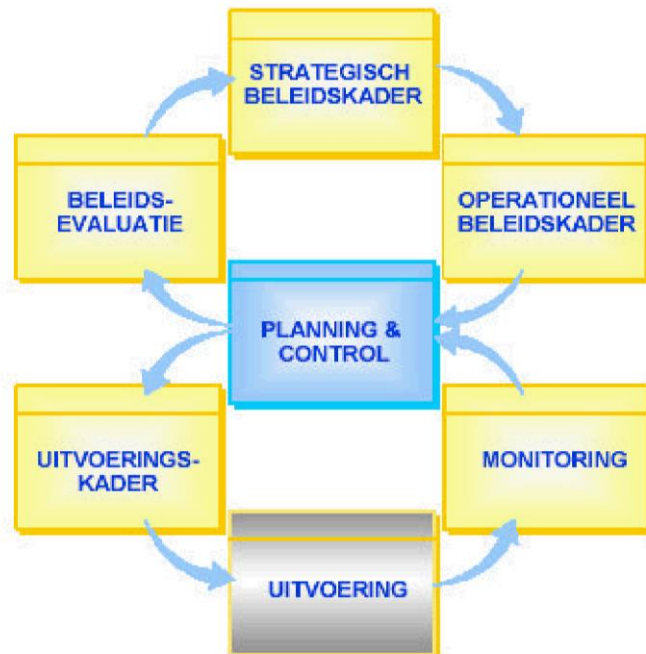 STRATEGISCH
BELEIDSKADER
BELEIDS-
EVALUATIE
OPERATIONEEL
BELEIDSKADER
PLANNING &
CONTROL
UITVOERINGS-
KADER
MONITORING
UITVOERING